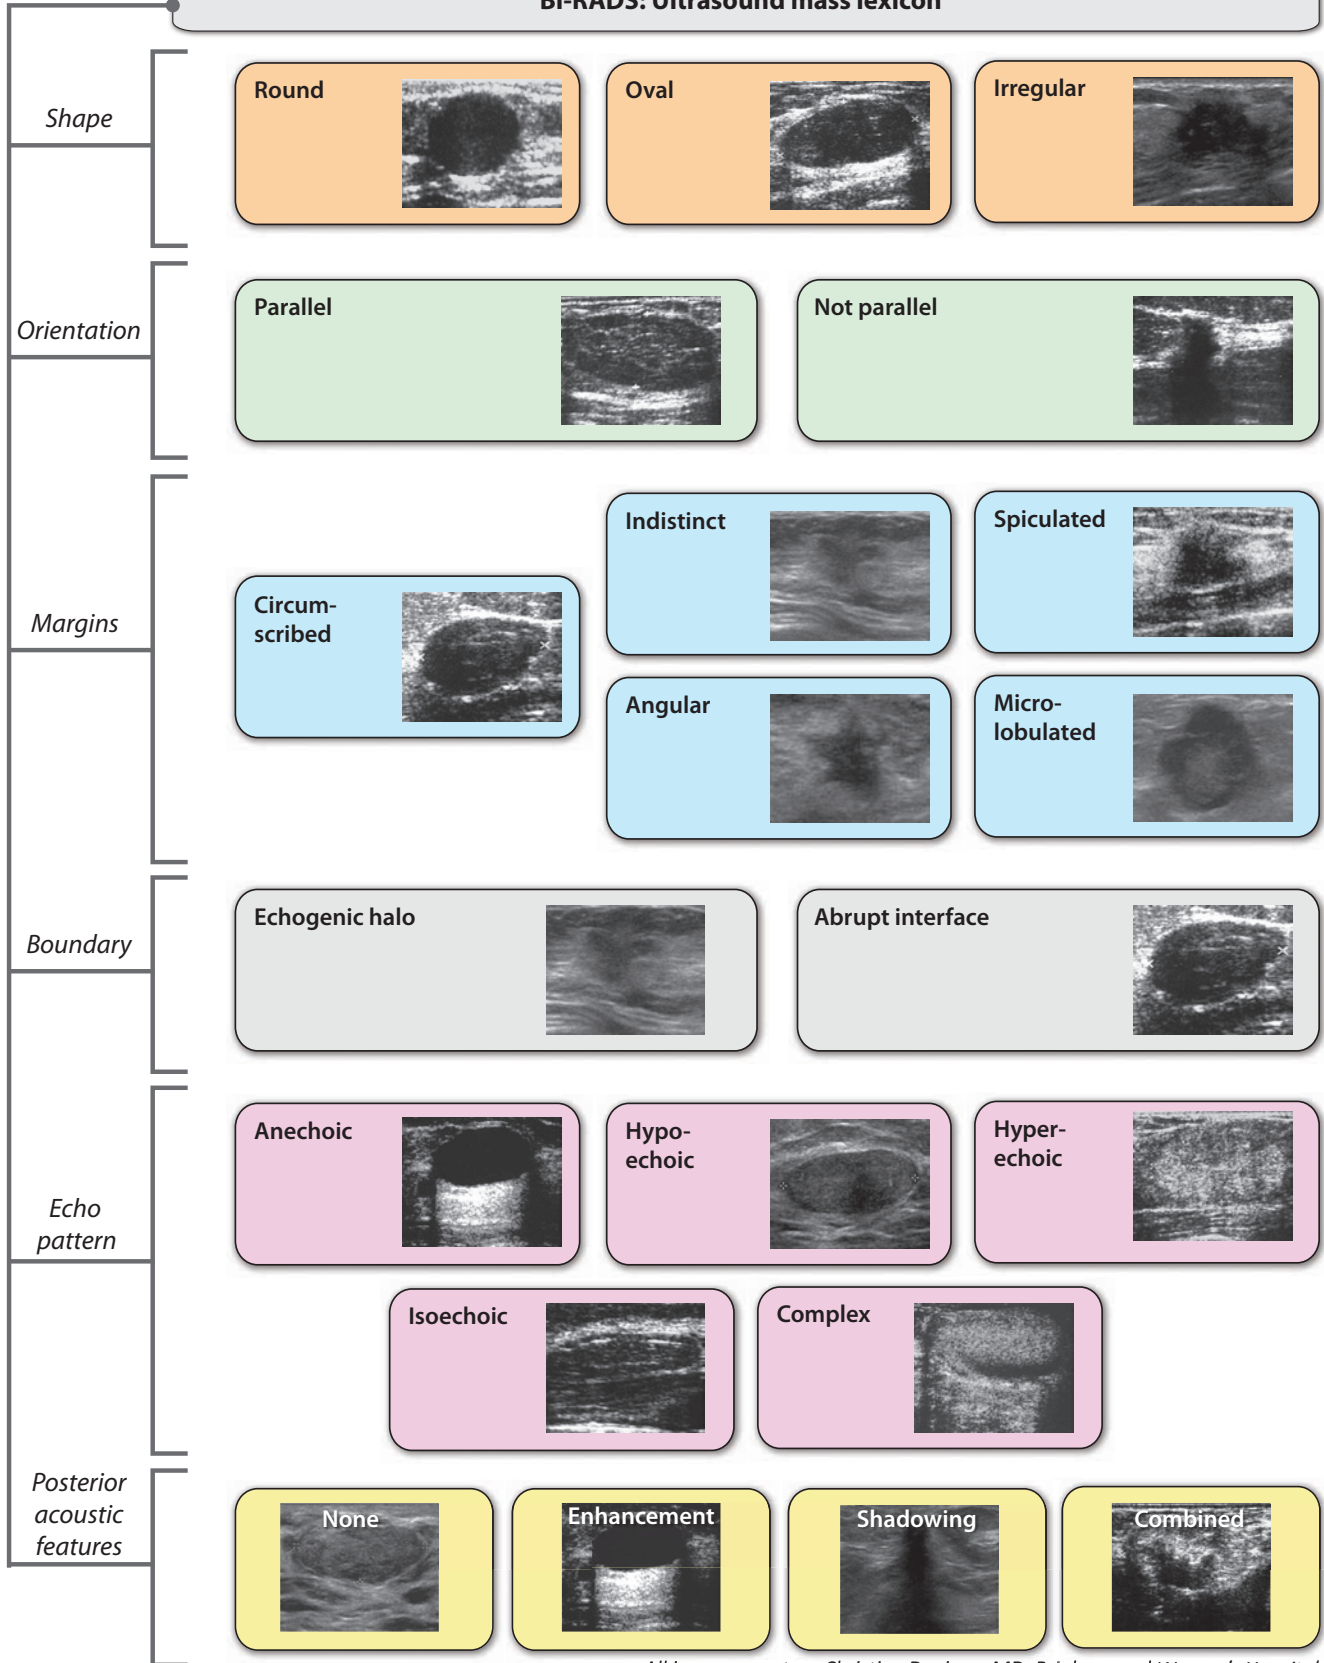 BI-RADS: Ultrasound mass lexicon
Shape
Round
Oval
Irregular
Orientation
Parallel
Not parallel
Margins
Circum-
scribed
Indistinct
Spiculated
Angular
Micro-
lobulated
Boundary
Echogenic halo
Abrupt interface
Echo
pattern
Anechoic
Hypo-
echoic
Hyper-
echoic
Isoechoic
Complex
Posterior
acoustic
features
None
Enhancement
Shadowing
Combined